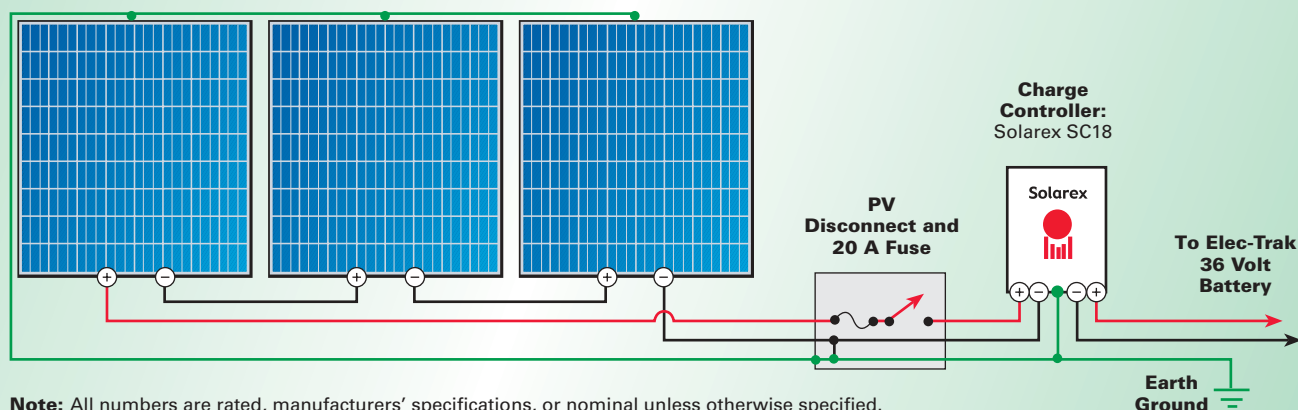 Charge
Controller:
Solarex SC18
Solarex
PV
Disconnect and
20 A Fuse
To Elec-Trak
36 Volt
Battery
+ − + − + −
+ − − +
Earth
Ground
Note: All numbers are rated, manufacturers' specifications, or nominal unless otherwise specified.